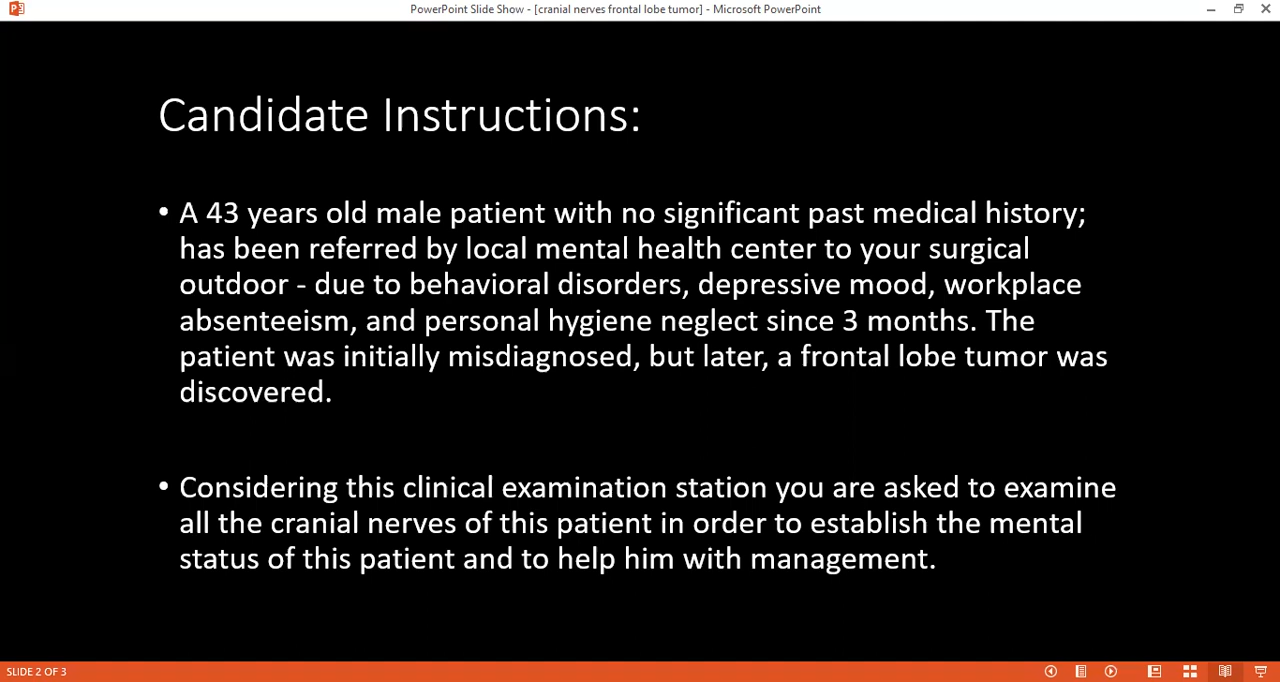 PowerPoint Slide Show - [cranial nerves frontal lobe tumor] - Microsoft PowerPoint
Candidate Instructions:
• A 43 years old male patient with no significant past medical history;
has been referred by local mental health center to your surgical
outdoor - due to behavioral disorders, depressive mood, workplace
absenteeism, and personal hygiene neglect since 3 months. The
patient was initially misdiagnosed, but later, a frontal lobe tumor was
discovered.
• Considering this clinical examination station you are asked to examine
all the cranial nerves of this patient in order to establish the mental
status of this patient and to help him with management.
SLIDE 2 OF 3